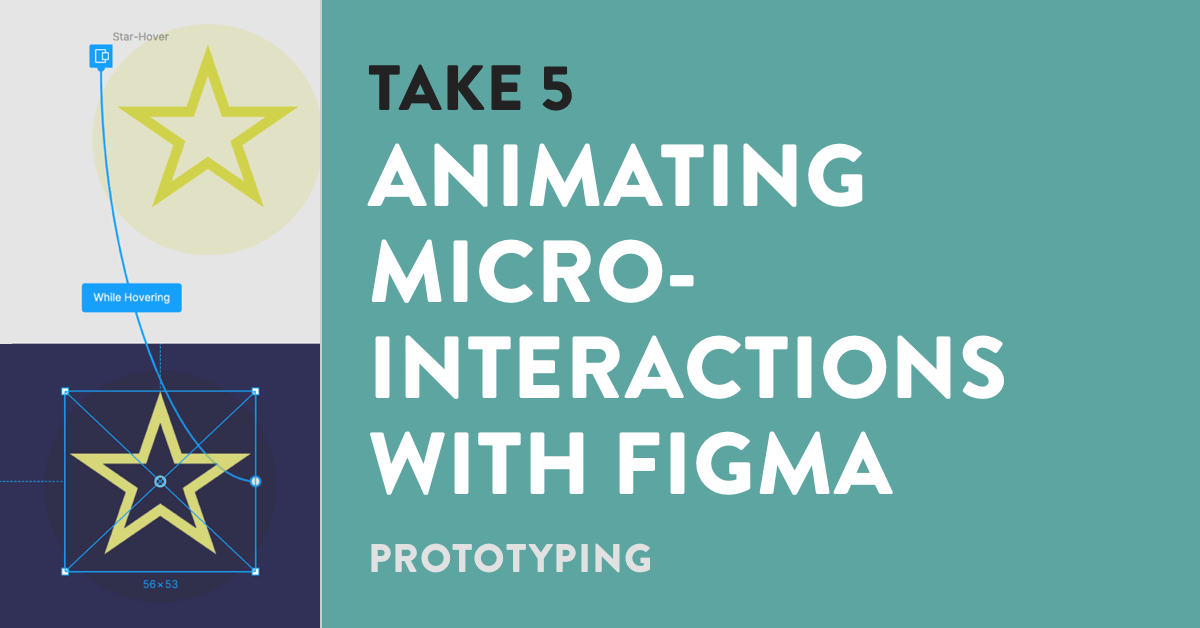 Star-Hover
While Hovering
56×53
TAKE 5
ANIMATING
MICRO-
INTERACTIONS
WITH FIGMA
PROTOTYPING